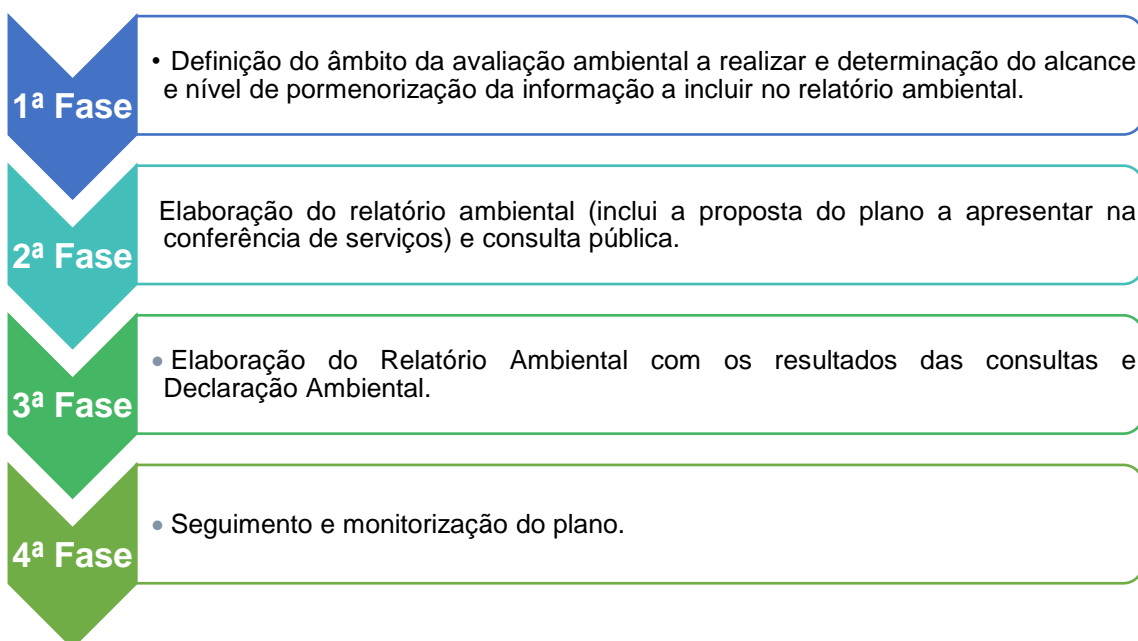 1ª Fase
• Definição do âmbito da avaliação ambiental a realizar e determinação do alcance
e nível de pormenorização da informação a incluir no relatório ambiental.
2ª Fase
Elaboração do relatório ambiental (inclui a proposta do plano a apresentar na
conferência de serviços) e consulta pública.
3ª Fase
• Elaboração do Relatório Ambiental com os resultados das consultas e
Declaração Ambiental.
4ª Fase
• Seguimento e monitorização do plano.